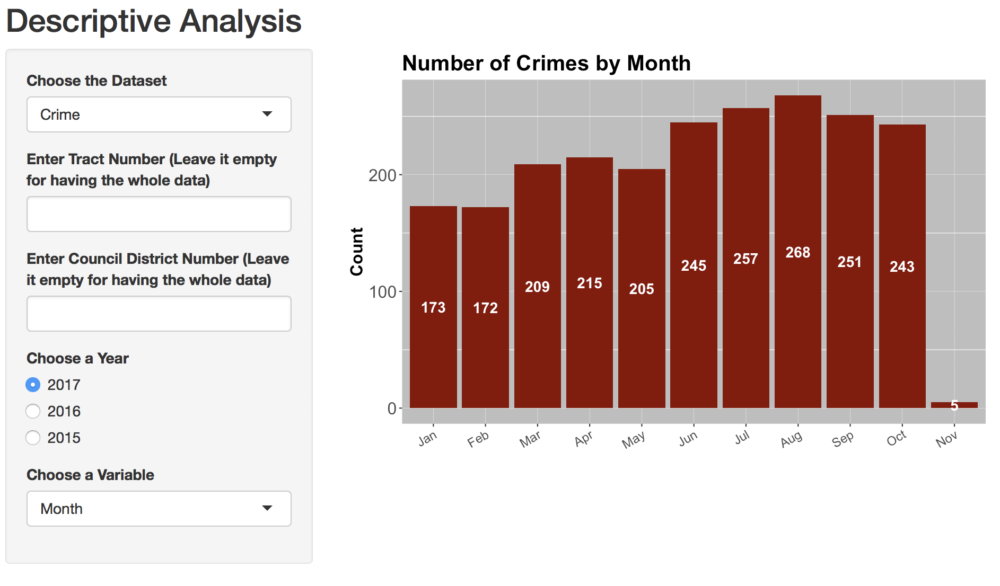 Descriptive Analysis
Choose the Dataset
Crime
Enter Tract Number (Leave it empty
for having the whole data)
Enter Council District Number (Leave
it empty for having the whole data)
Choose a Year
2017
2016
2015
Choose a Variable
Month
Number of Crimes by Month
Count
200
100
0
173
172
209
215
205
245
257
268
251
243
5
Jan
Feb
Mar
Apr
May
Jun
Jul
Aug
Sep
Oct
Nov